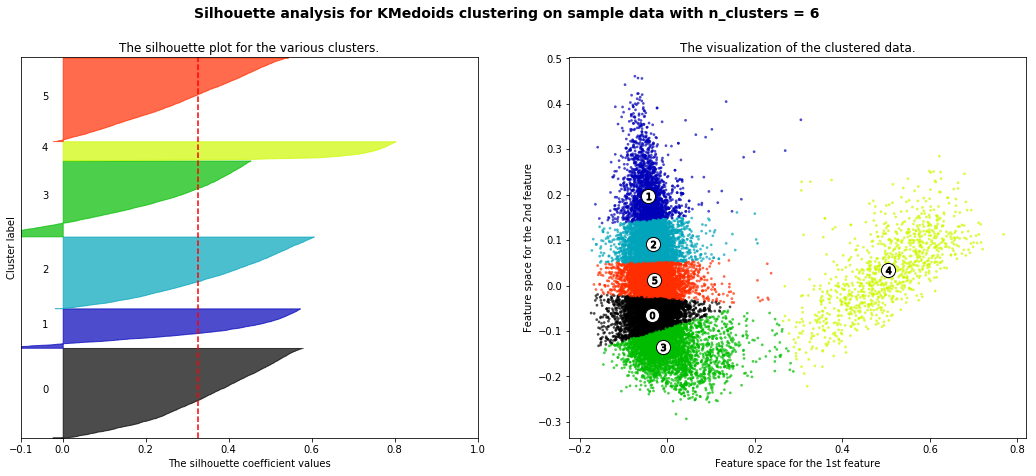 Silhouette analysis for KMedoids clustering on sample data with n_clusters = 6
The silhouette plot for the various clusters.
Cluster label
5
4
3
2
1
0
−0.1 0.0 0.2 0.4 0.6 0.8 1.0
The silhouette coefficient values
The visualization of the clustered data.
Feature space for the 2nd feature
0.5
0.4
0.3
0.2
0.1
0.0
−0.1
−0.2
−0.3
1
2
5
0
3
4
−0.2 0.0 0.2 0.4 0.6 0.8
Feature space for the 1st feature